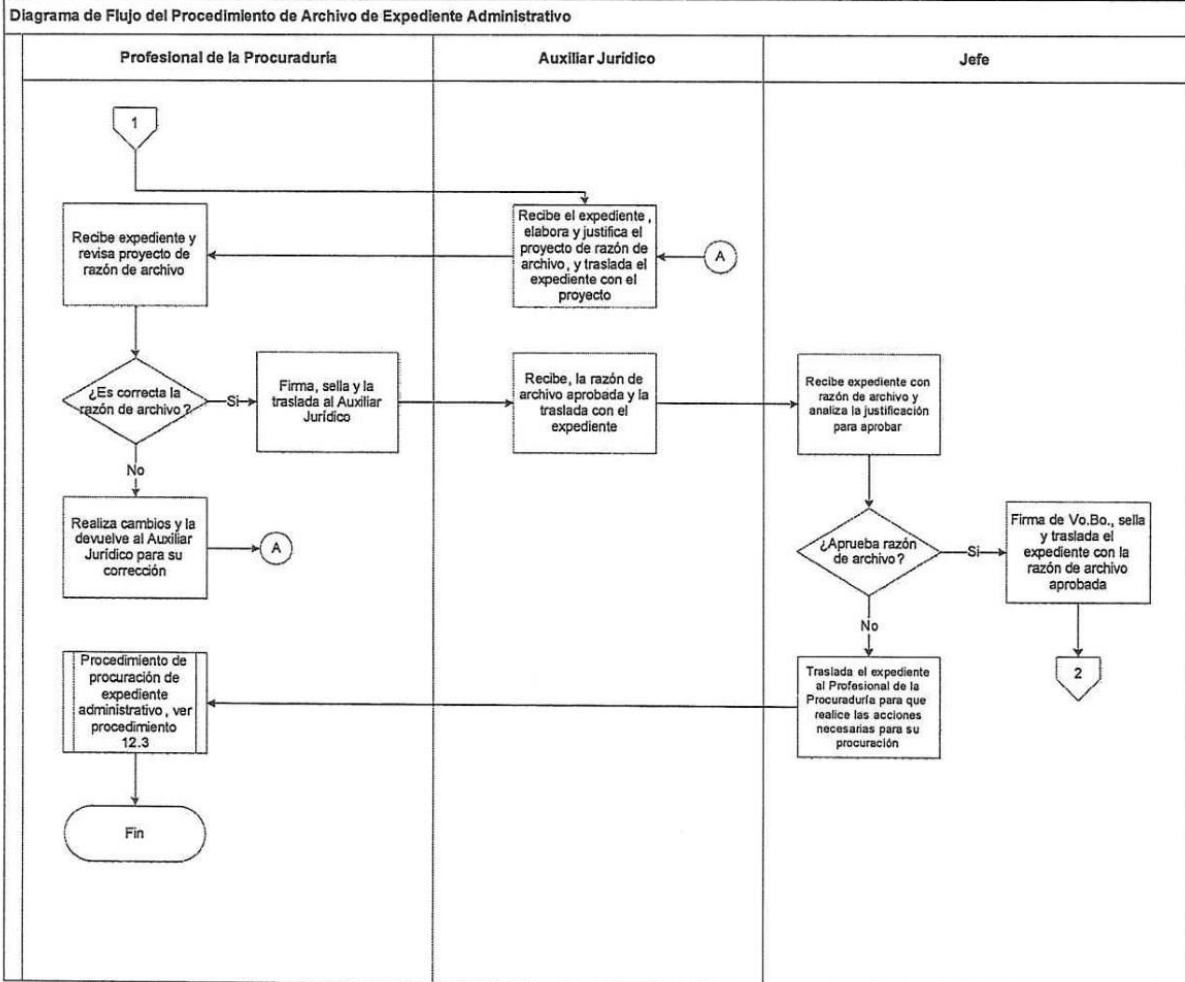 Diagrama de Flujo del Procedimiento de Archivo de Expediente Administrativo
Profesional de la Procuraduría
Auxiliar Jurídico
Jefe
1
Recibe el expediente ,
elabora y justifica el
proyecto de razón de
archivo, y traslada el
expediente con el
proyecto
A
Recibe expediente y
revisa proyecto de
razón de archivo
¿Es correcta la
razón de archivo ?
Si
Firma, sella y la
traslada al Auxiliar
Jurídico
Recibe, la razón de
archivo aprobada y la
traslada con el
expediente
Recibe expediente con
razón de archivo y
analiza la justificación
para aprobar
No
Realiza cambios y la
devuelve al Auxiliar
Jurídico para su
corrección
A
¿Aprueba razón
de archivo ?
Si
Firma de Vo.Bo., sella
y traslada el
expediente con la
razón de archivo
aprobada
No
2
Traslada el expediente
al Profesional de la
Procuraduría para que
realice las acciones
necesarias para su
procuración
Procedimiento de
procuración de
expediente
administrativo , ver
procedimiento
12.3
Fin